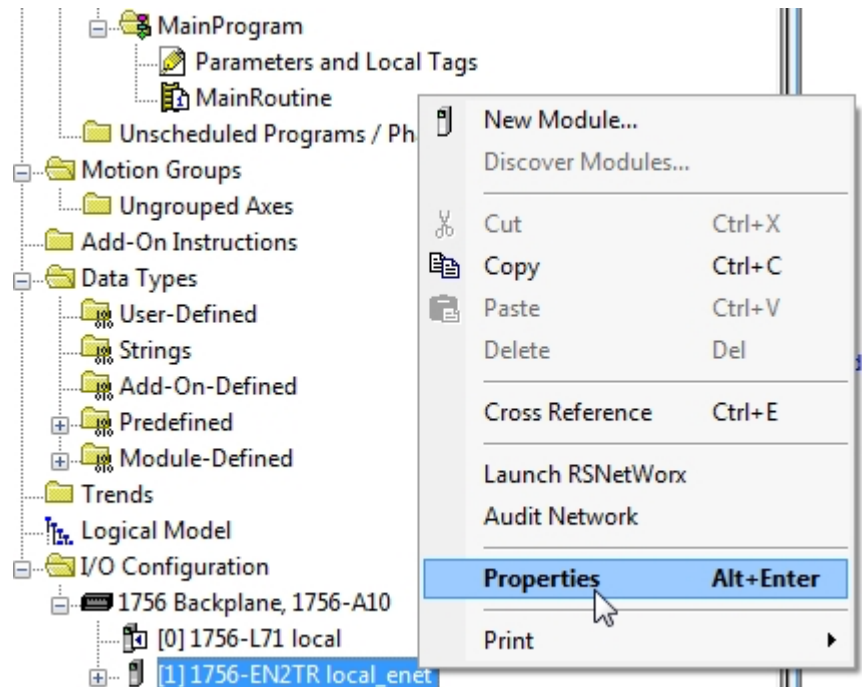 MainProgram
Parameters and Local Tags
MainRoutine
Unscheduled Programs / Ph
Motion Groups
Ungrouped Axes
Add-On Instructions
Data Types
User-Defined
Strings
Add-On-Defined
Predefined
Module-Defined
Trends
Logical Model
I/O Configuration
1756 Backplane, 1756-A10
[0] 1756-L71 local
[1] 1756-EN2TR local_enet
New Module...
Discover Modules...
Cut Ctrl+X
Copy Ctrl+C
Paste Ctrl+V
Delete Del
Cross Reference Ctrl+E
Launch RSNetWorx
Audit Network
Properties Alt+Enter
Print